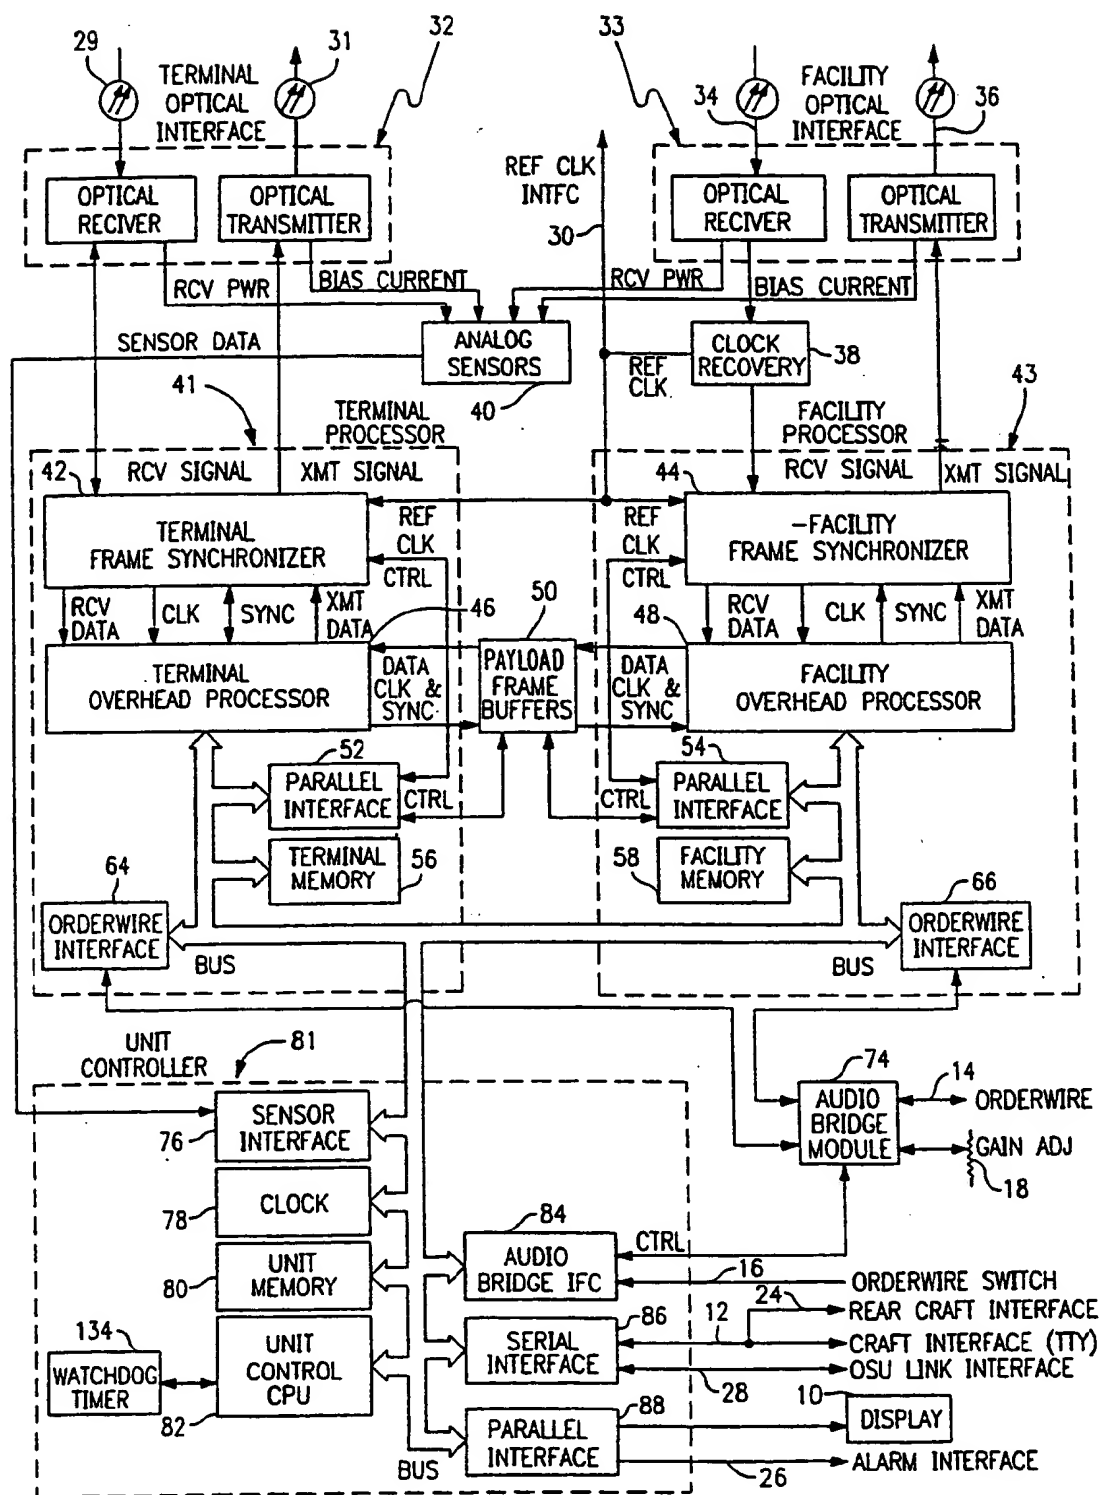 29
31
32
33
34
36
TERMINAL
OPTICAL
INTERFACE
FACILITY
OPTICAL
INTERFACE
OPTICAL
RECIVER
OPTICAL
TRANSMITTER
REF CLK
INTFC
30
OPTICAL
RECIVER
OPTICAL
TRANSMITTER
RCV PWR
BIAS CURRENT
RCV PWR
BIAS CURRENT
SENSOR DATA
ANALOG
SENSORS
40
REF
CLK
CLOCK
RECOVERY
38
41
TERMINAL
PROCESSOR
FACILITY
PROCESSOR
43
42
RCV SIGNAL
XMT SIGNAL
44
RCV SIGNAL
XMT SIGNAL
TERMINAL
FRAME SYNCHRONIZER
REF
CLK
CTRL
REF
CLK
CTRL
-FACILITY
FRAME SYNCHRONIZER
RCV
DATA
CLK
SYNC
XMT
DATA
46
50
48
RCV
DATA
CLK
SYNC
XMT
DATA
TERMINAL
OVERHEAD PROCESSOR
DATA
CLK &
SYNC
PAYLOAD
FRAME
BUFFERS
DATA
CLK &
SYNC
FACILITY
OVERHEAD PROCESSOR
52
PARALLEL
INTERFACE
CTRL
CTRL
54
PARALLEL
INTERFACE
TERMINAL
MEMORY
56
58
FACILITY
MEMORY
64
ORDERWIRE
INTERFACE
66
ORDERWIRE
INTERFACE
BUS
BUS
UNIT
CONTROLLER
81
74
AUDIO
BRIDGE
MODULE
14
ORDERWIRE
GAIN ADJ
18
SENSOR
INTERFACE
76
CLOCK
78
UNIT
MEMORY
80
84
AUDIO
BRIDGE IFC
CTRL
16
ORDERWIRE SWITCH
24
REAR CRAFT INTERFACE
86
SERIAL
INTERFACE
12
CRAFT INTERFACE (TTY)
28
OSU LINK INTERFACE
134
WATCHDOG
TIMER
UNIT
CONTROL
CPU
82
88
PARALLEL
INTERFACE
10
DISPLAY
BUS
26
ALARM INTERFACE